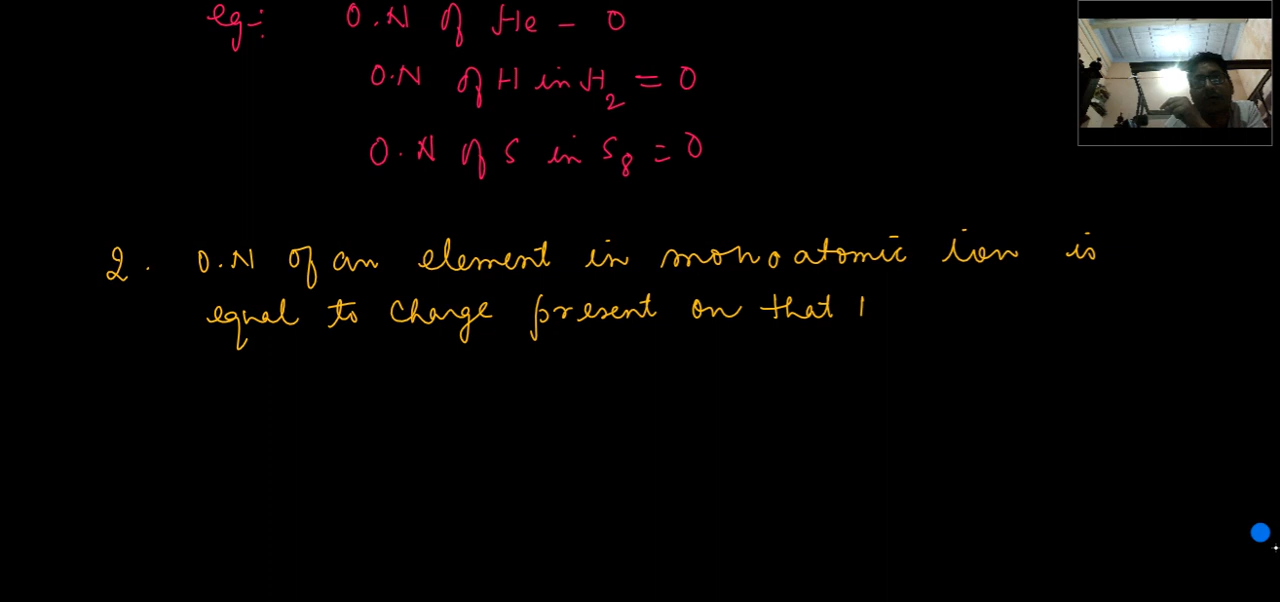 eg-: O.N of He - 0
O.N of H in H₂ = 0
O.N of S in S₈ = 0
2. O.N of an element in monoatomic ion is
equal to charge present on that I